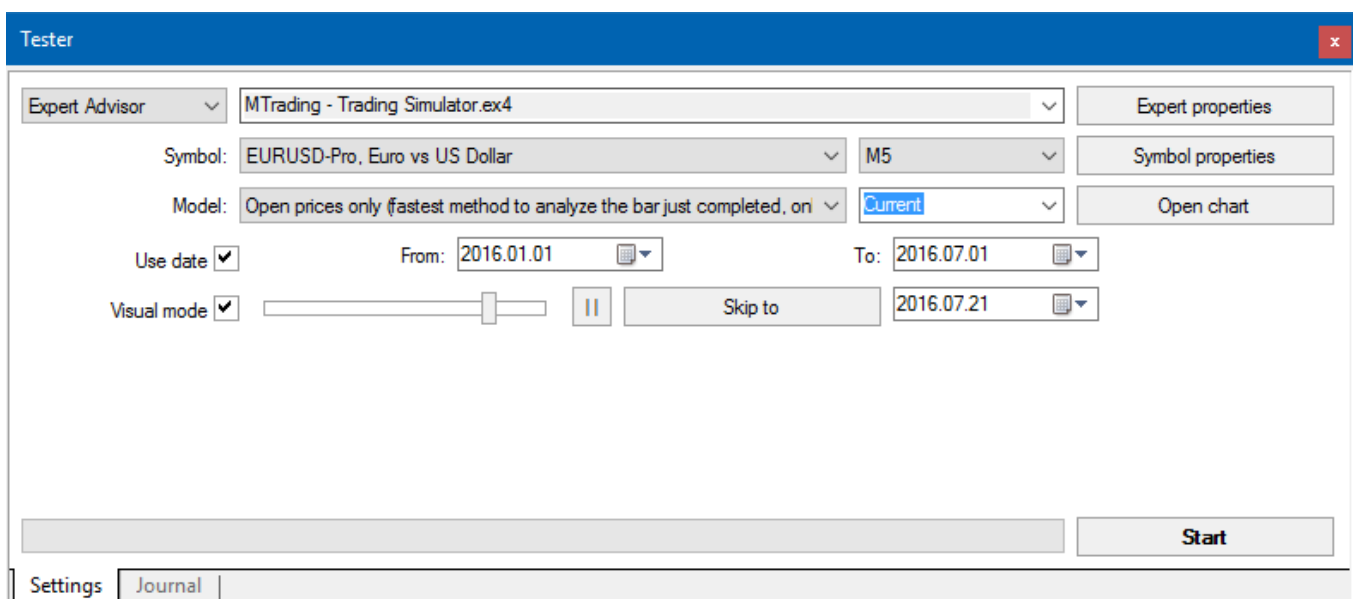 Tester
x
Expert Advisor MTrading - Trading Simulator.ex4 Expert properties
Symbol: EURUSD-Pro, Euro vs US Dollar M5 Symbol properties
Model: Open prices only (fastest method to analyze the bar just completed, onl Current Open chart
Use date From: 2016.01.01 To: 2016.07.01
Visual mode Skip to 2016.07.21
Start
Settings Journal